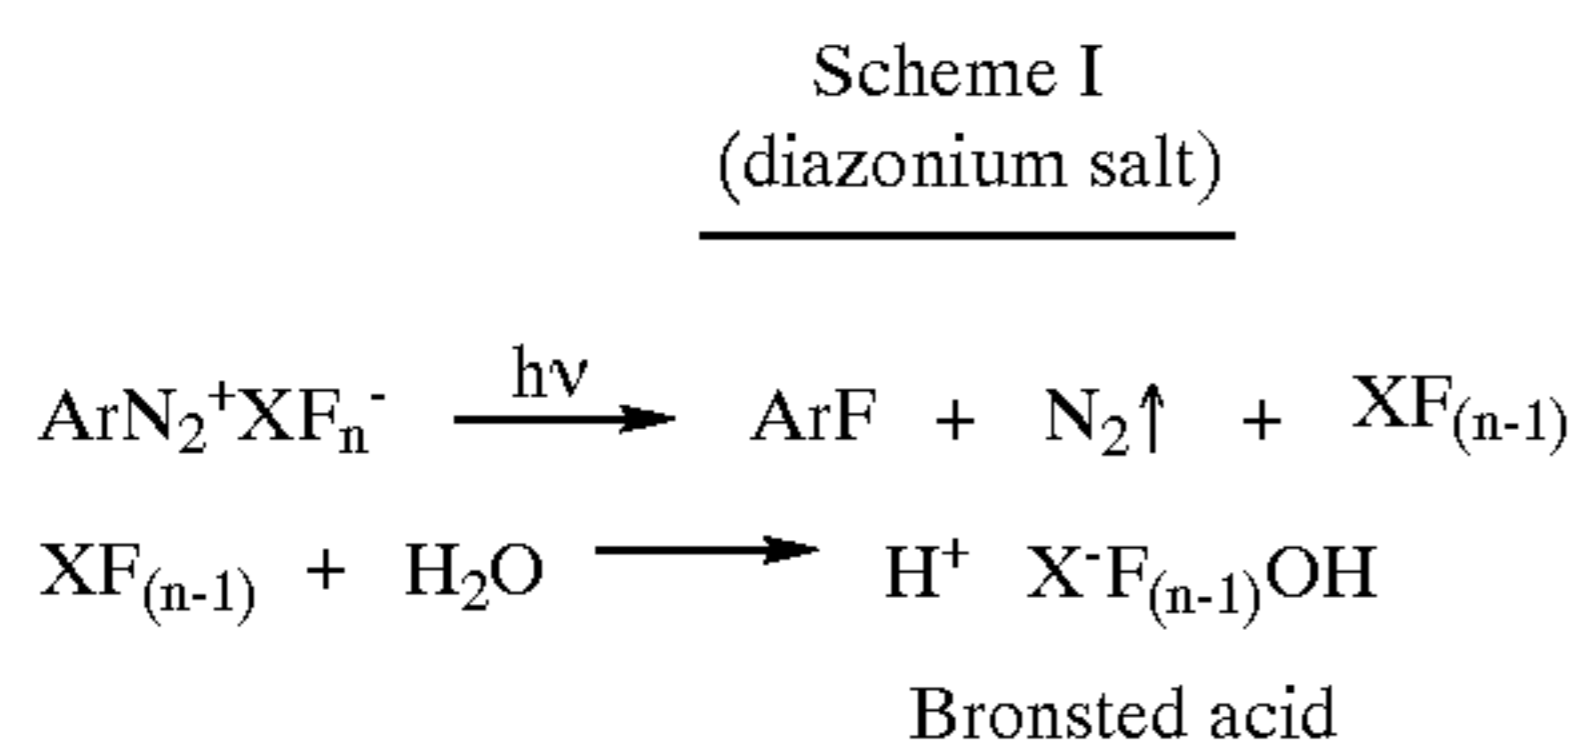 Scheme I
(diazonium salt)
hν
ArN₂⁺XFₙ⁻ ⟶ ArF + N₂↑ + XF₍ₙ₋₁₎
XF₍ₙ₋₁₎ + H₂O ⟶ H⁺ X⁻F₍ₙ₋₁₎OH
Bronsted acid